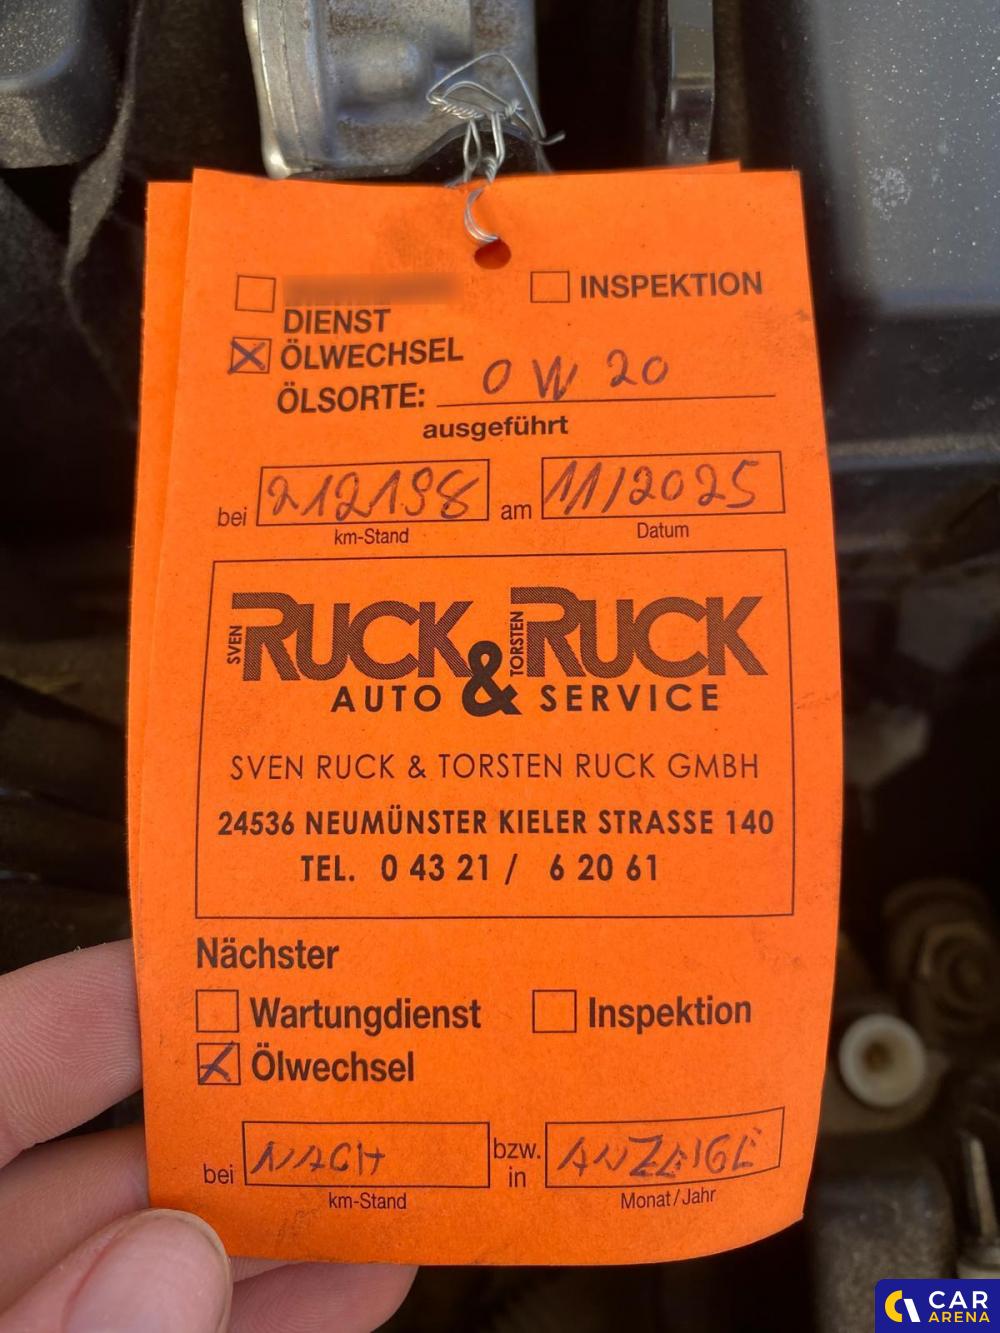 INSPEKTION
DIENST
ÖLWECHSEL
ÖLSORTE: 0 W 20
ausgeführt
bei 212198 am 11/2025
km-Stand Datum
SVEN RUCK & TORSTEN RUCK
AUTO SERVICE
SVEN RUCK & TORSTEN RUCK GMBH
24536 NEUMÜNSTER KIELER STRASSE 140
TEL. 0 43 21 / 6 20 61
Nächster
Wartungdienst Inspektion
Ölwechsel
bei NACH bzw. in ANZEIGE
km-Stand Monat/Jahr
CAR
ARENA